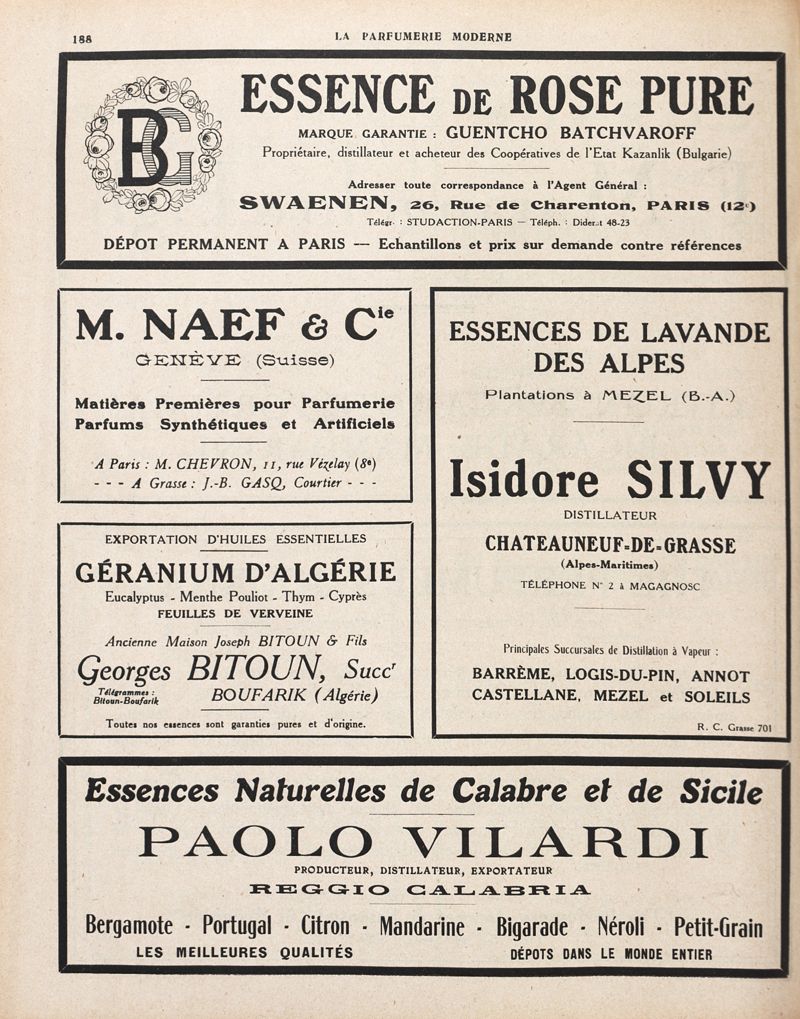 188
LA PARFUMERIE MODERNE
BG
ESSENCE DE ROSE PURE
MARQUE GARANTIE : GUENTCHO BATCHVAROFF
Propriétaire, distillateur et acheteur des Coopératives de l'Etat Kazanlik (Bulgarie)
Adresser toute correspondance à l'Agent Général :
SWAENEN, 26, Rue de Charenton, PARIS (12e)
Télégr. : STUDACTION-PARIS — Téléph. : Diderot 48-23
DÉPOT PERMANENT A PARIS — Echantillons et prix sur demande contre références
M. NAEF & Cie
GENÈVE (Suisse)
Matières Premières pour Parfumerie
Parfums Synthétiques et Artificiels
A Paris : M. CHEVRON, 11, rue Vézelay (8e)
- - - A Grasse : J.-B. GASQ, Courtier - - -
EXPORTATION D'HUILES ESSENTIELLES
GÉRANIUM D'ALGÉRIE
Eucalyptus - Menthe Pouliot - Thym - Cyprès
FEUILLES DE VERVEINE
Ancienne Maison Joseph BITOUN & Fils
Georges BITOUN, Succr
Télégrammes :
Bitoun-Boufarik
BOUFARIK (Algérie)
Toutes nos essences sont garanties pures et d'origine.
ESSENCES DE LAVANDE
DES ALPES
Plantations à MEZEL (B.-A.)
Isidore SILVY
DISTILLATEUR
CHATEAUNEUF-DE-GRASSE
(Alpes-Maritimes)
TÉLÉPHONE N° 2 à MAGAGNOSC
Principales Succursales de Distillation à Vapeur :
BARRÈME, LOGIS-DU-PIN, ANNOT
CASTELLANE, MEZEL et SOLEILS
R. C. Grasse 701
Essences Naturelles de Calabre et de Sicile
PAOLO VILARDI
PRODUCTEUR, DISTILLATEUR, EXPORTATEUR
REGGIO CALABRIA
Bergamote - Portugal - Citron - Mandarine - Bigarade - Néroli - Petit-Grain
LES MEILLEURES QUALITÉS
DÉPOTS DANS LE MONDE ENTIER